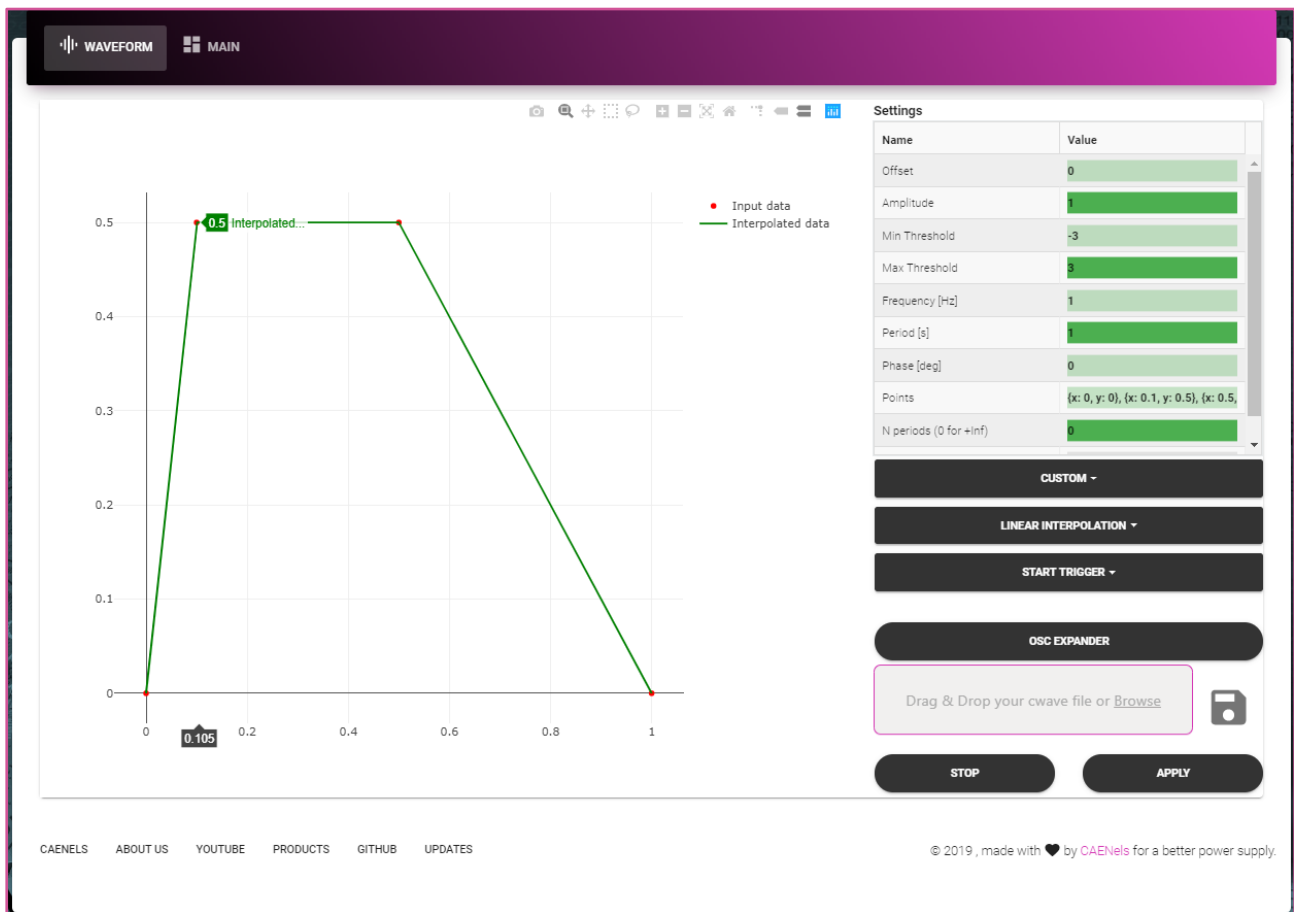 WAVEFORM MAIN
Settings
Name Value
Offset 0
Amplitude 1
Min Threshold -3
Max Threshold 3
Frequency [Hz] 1
Period [s] 1
Phase [deg] 0
Points {x: 0, y: 0}, {x: 0.1, y: 0.5}, {x: 0.5,
N periods (0 for +Inf) 0
Input data
Interpolated data
0.5 Interpolated...
0.5
0.4
0.3
0.2
0.1
0
0 0.2 0.4 0.6 0.8 1
0.105
CUSTOM
LINEAR INTERPOLATION
START TRIGGER
OSC EXPANDER
Drag & Drop your cwave file or Browse
STOP APPLY
CAENELS ABOUT US YOUTUBE PRODUCTS GITHUB UPDATES
© 2019 , made with by CAENels for a better power supply.